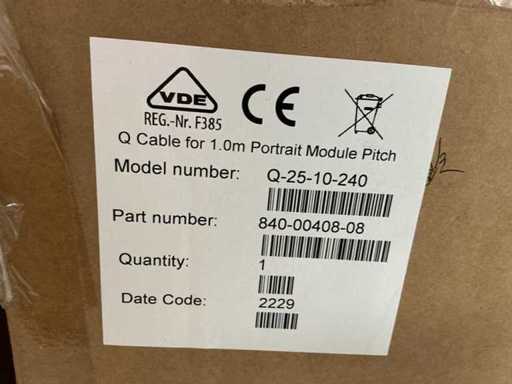 VDE
REG.-Nr. F385
CE
Q Cable for 1.0m Portrait Module Pitch
Model number: Q-25-10-240
Part number: 840-00408-08
Quantity: 1
Date Code: 2229